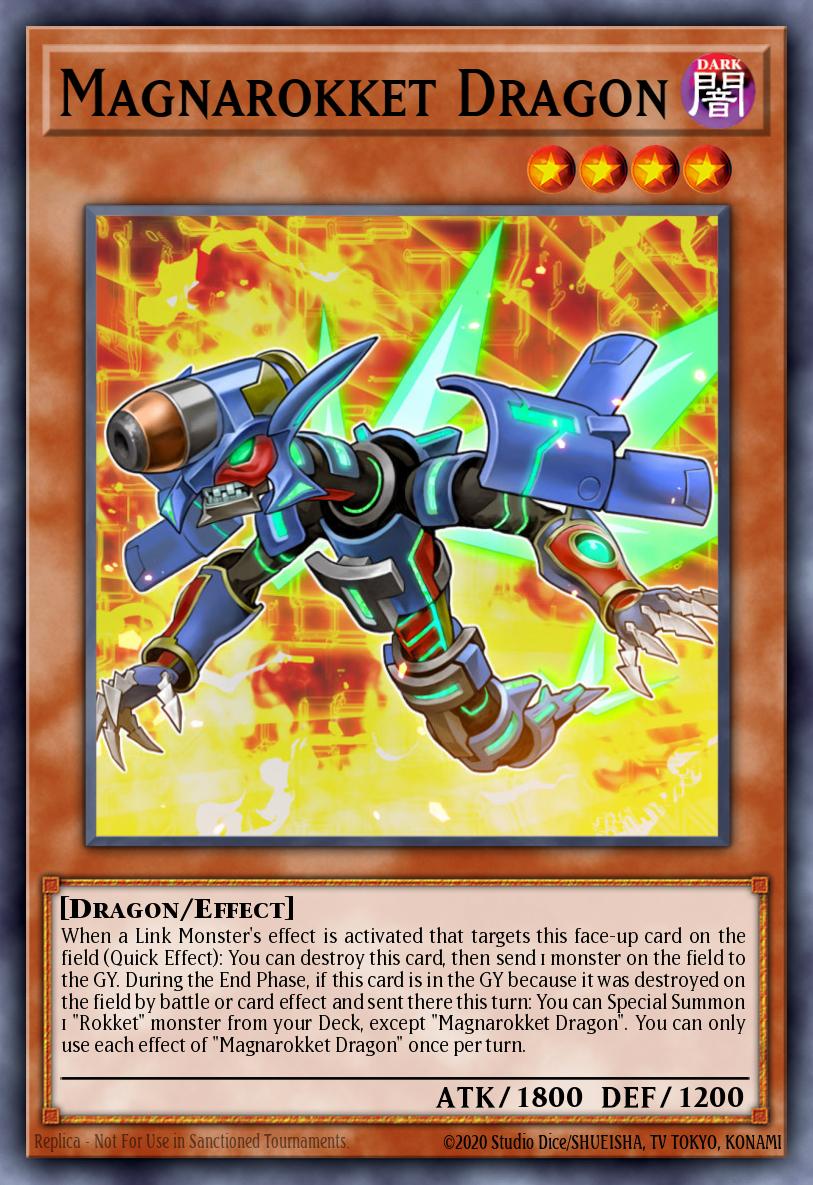 MAGNAROKKET DRAGON
DARK
闇
[DRAGON/EFFECT]
When a Link Monster's effect is activated that targets this face-up card on the
field (Quick Effect): You can destroy this card, then send 1 monster on the field to
the GY. During the End Phase, if this card is in the GY because it was destroyed on
the field by battle or card effect and sent there this turn: You can Special Summon
1 "Rokket" monster from your Deck, except "Magnarokket Dragon". You can only
use each effect of "Magnarokket Dragon" once per turn.
ATK/1800 DEF/1200
Replica - Not For Use in Sanctioned Tournaments.
©2020 Studio Dice/SHUEISHA, TV TOKYO, KONAMI